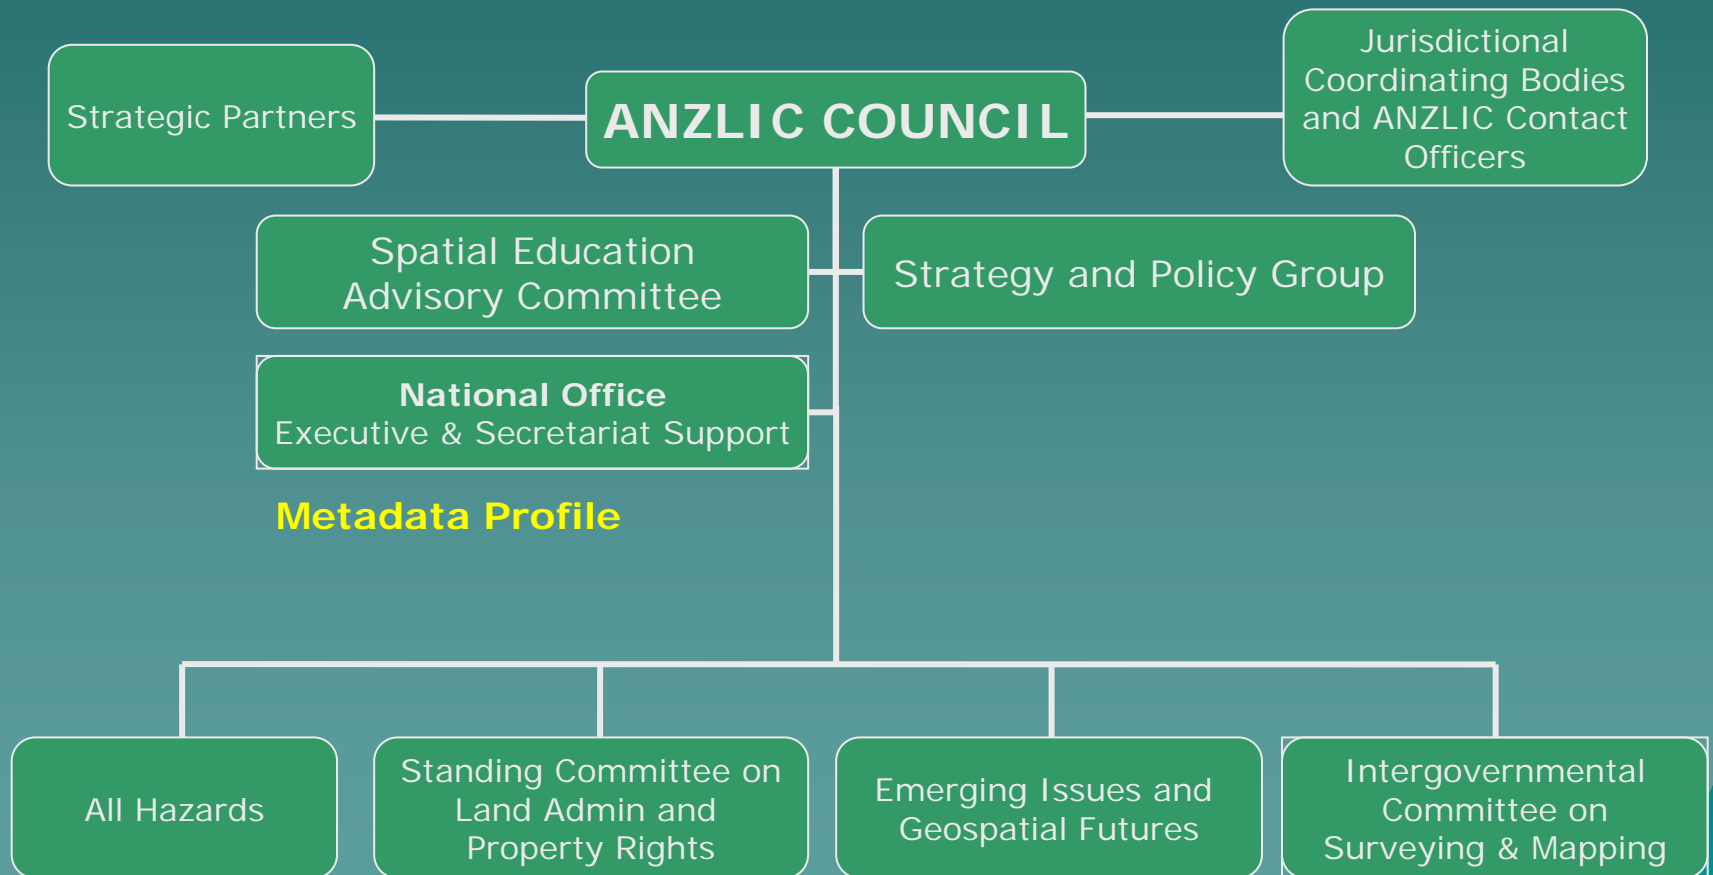 Strategic Partners
ANZLIC COUNCIL
Jurisdictional
Coordinating Bodies
and ANZLIC Contact
Officers
Spatial Education
Advisory Committee
Strategy and Policy Group
National Office
Executive & Secretariat Support
Metadata Profile
All Hazards
Standing Committee on
Land Admin and
Property Rights
Emerging Issues and
Geospatial Futures
Intergovernmental
Committee on
Surveying & Mapping